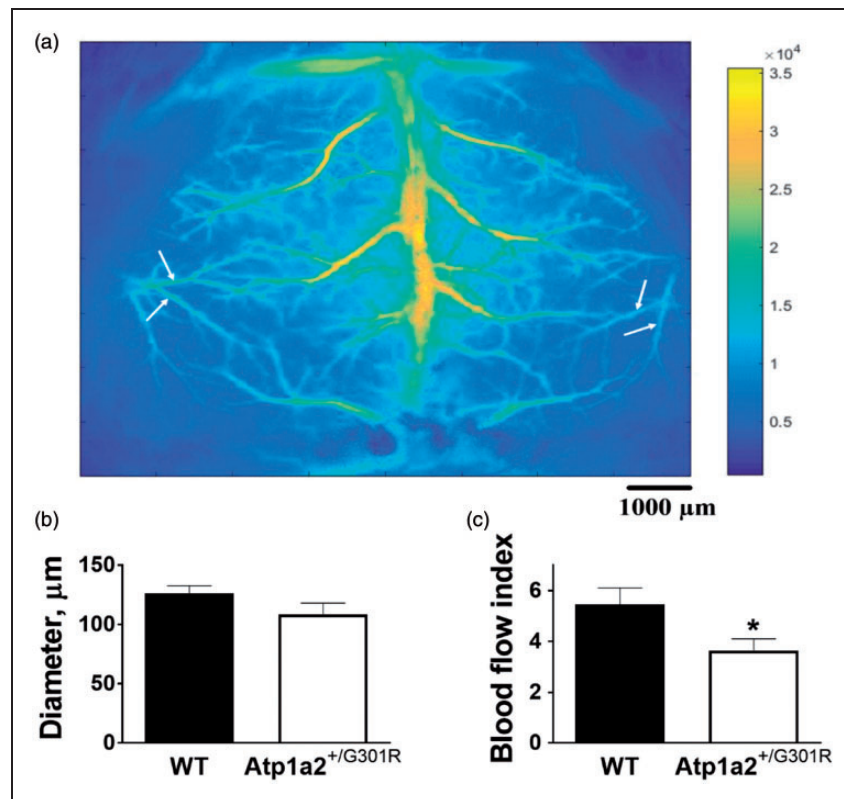 (a)
×10⁴
3.5
3
2.5
2
1.5
1
0.5
1000 µm
(b)
Diameter, µm
150
100
50
0
WT Atp1a2+/G301R
(c)
Blood flow index
6
4
2
0
*
WT Atp1a2+/G301R